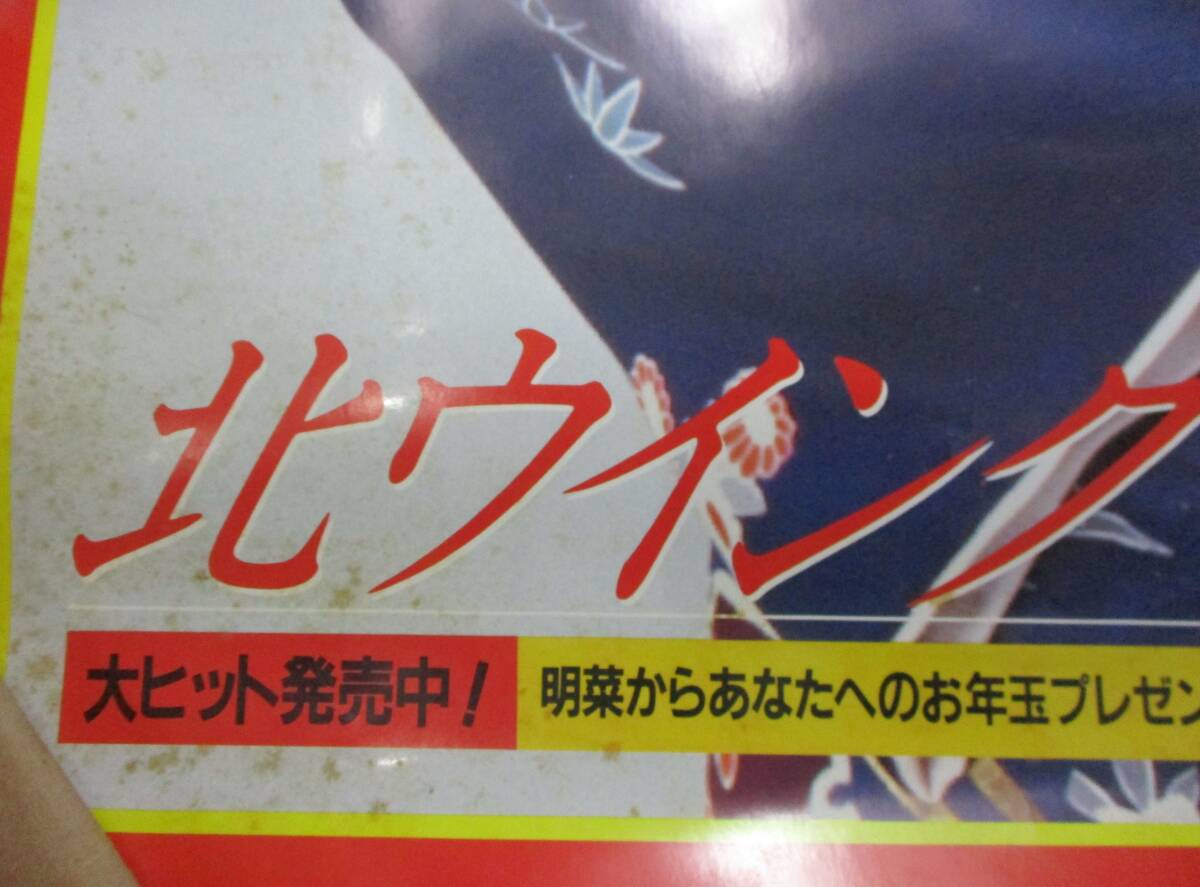 北ウイング
大ヒット発売中!
明菜からあなたへのお年玉プレゼン